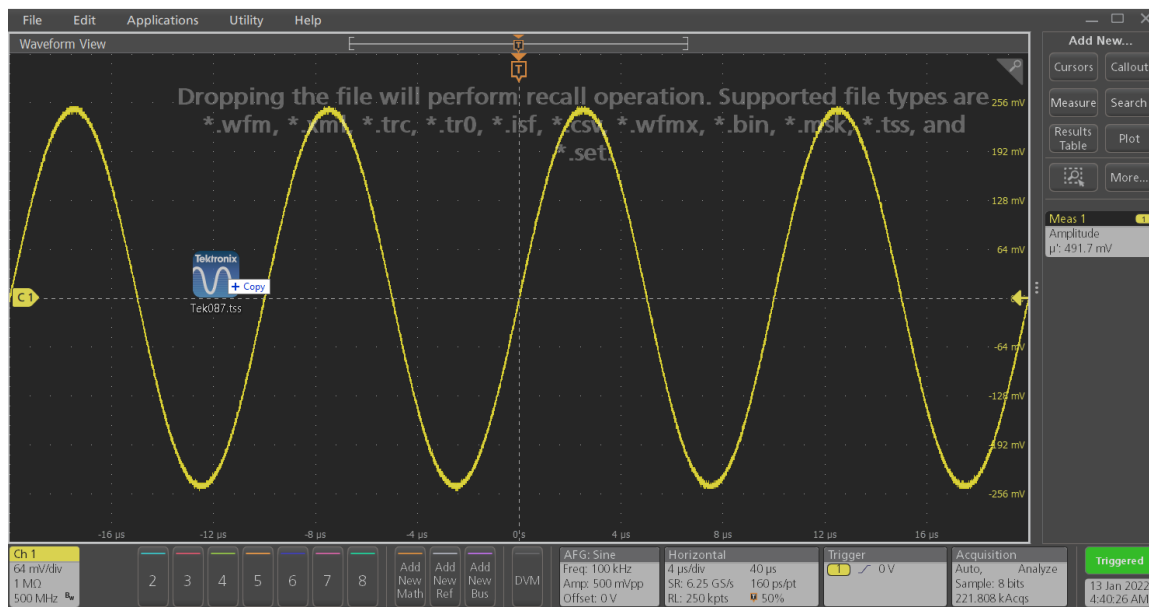 File Edit Applications Utility Help
Waveform View
Add New...
T
T
Cursors Callout
Dropping the file will perform recall operation. Supported file types are
*.wfm, *.xml, *.trc, *.tr0, *.isf, *.csv, *.wfmx, *.bin, *.msk, *.tss, and
*.set.
256 mV
192 mV
128 mV
64 mV
-64 mV
-128 mV
-192 mV
-256 mV
Measure Search
Results
Table
Plot
More...
Meas 1 1
Amplitude
µ': 491.7 mV
Tektronix
+ Copy
Tek087.tss
C 1
-16 µs -12 µs -8 µs -4 µs 0 s 4 µs 8 µs 12 µs 16 µs
Ch 1
64 mV/div
1 MΩ
500 MHz Bw
2 3 4 5 6 7 8
Add
New
Math
Add
New
Ref
Add
New
Bus
DVM
AFG: Sine
Freq: 100 kHz
Amp: 500 mVpp
Offset: 0 V
Horizontal
4 µs/div 40 µs
SR: 6.25 GS/s 160 ps/pt
RL: 250 kpts 50%
Trigger
1 0 V
Acquisition
Auto, Analyze
Sample: 8 bits
221.808 kAcqs
Triggered
13 Jan 2022
4:40:26 AM